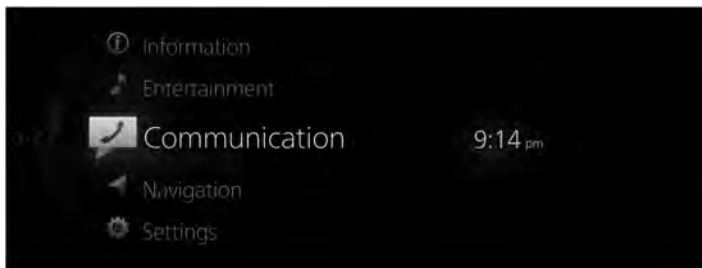 Information
Entertainment
Communication
9:14 pm
Navigation
Settings